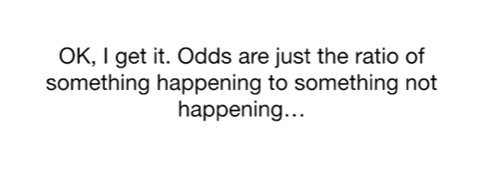 OK, I get it. Odds are just the ratio of
something happening to something not
happening…